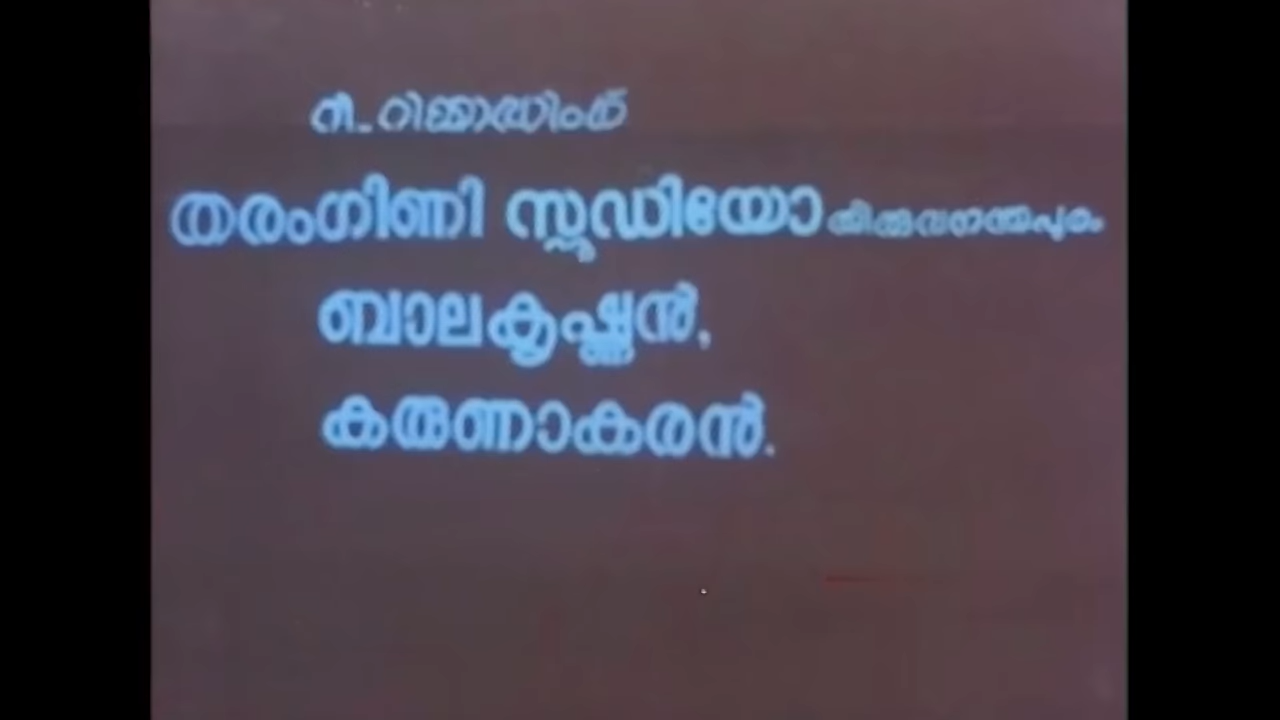 റീ-റിക്കാർഡിംഗ്
തരംഗിണി സ്റ്റുഡിയോ തിരുവനന്തപുരം
ബാലകൃഷ്ണൻ,
കരുണാകരൻ.